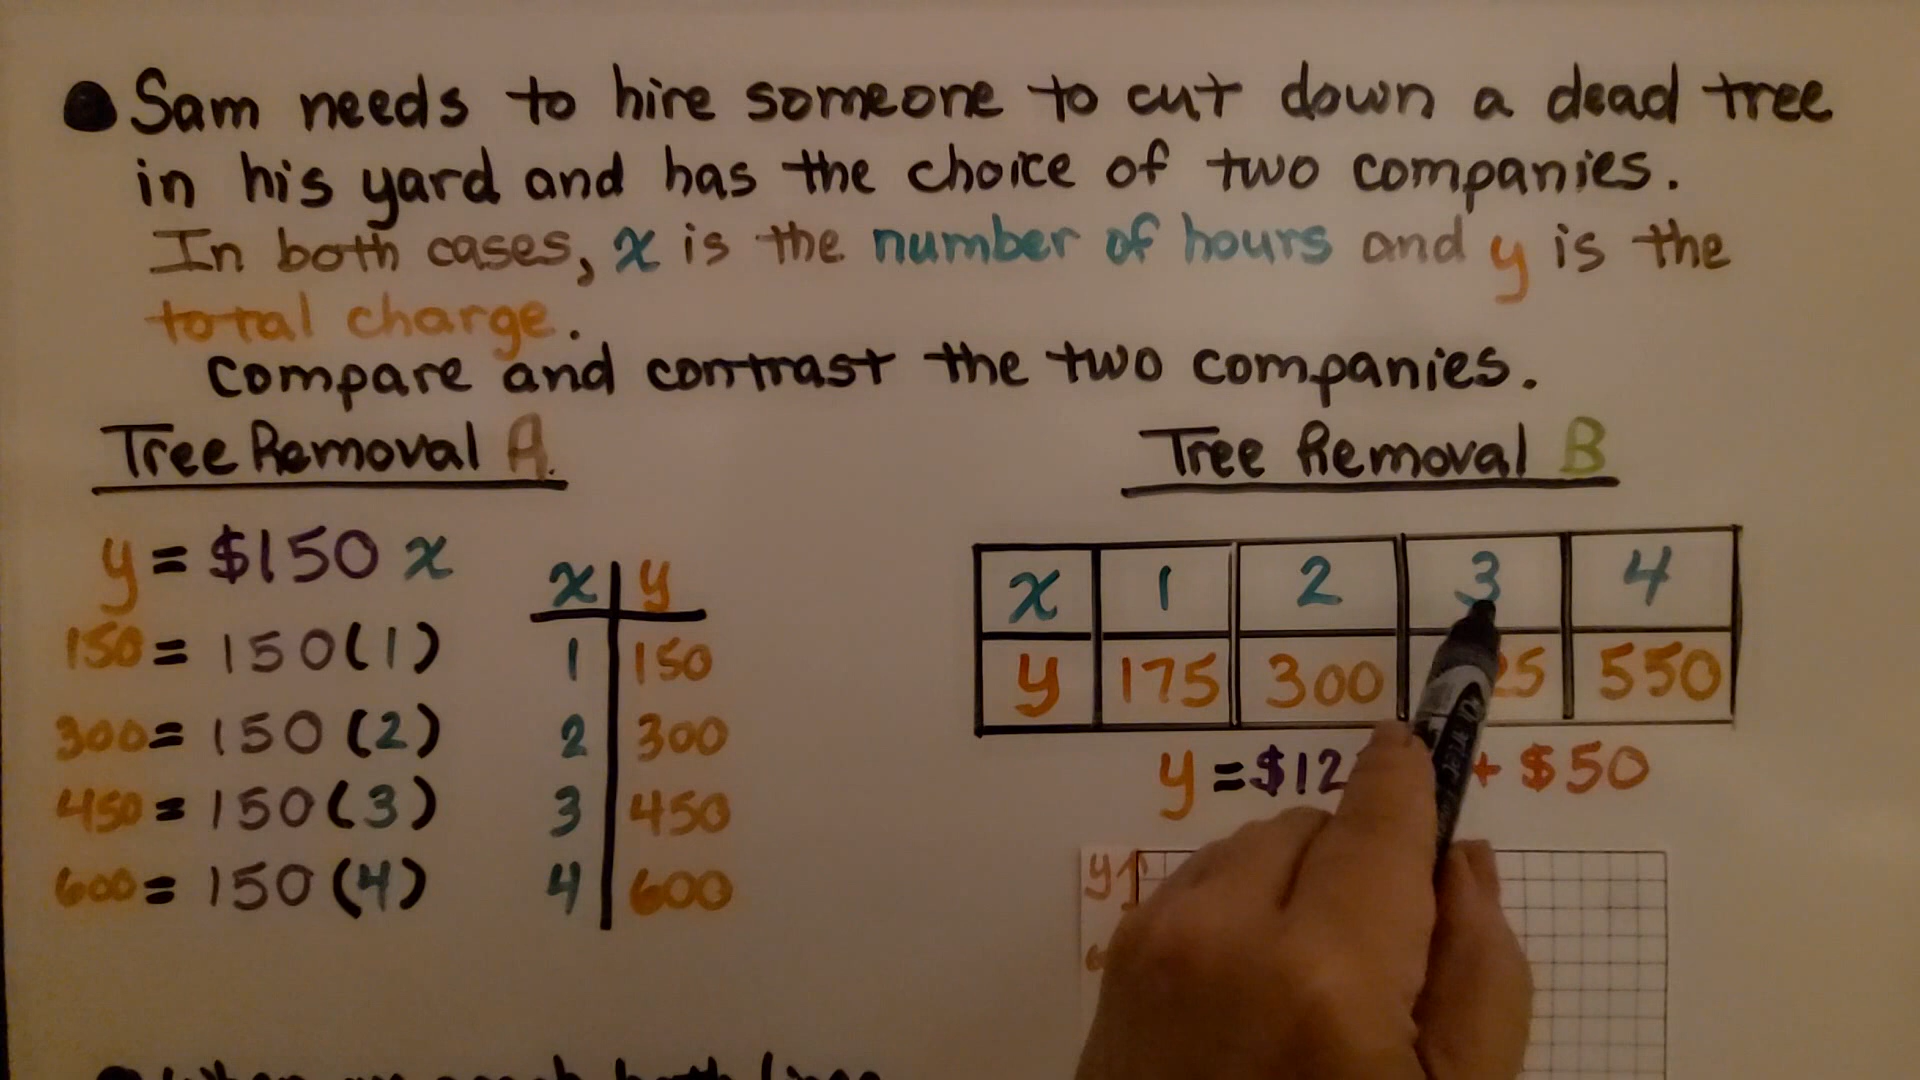 Sam needs to hire someone to cut down a dead tree
in his yard and has the choice of two companies.
In both cases, x is the number of hours and y is the
total charge.
Compare and contrast the two companies.
Tree Removal A.
y = $150 x
150 = 150(1)
300 = 150 (2)
450 = 150(3)
600 = 150 (4)
x y
1 150
2 300
3 450
4 600
Tree Removal B
x 1 2 3 4
y 175 300 25 550
y = $12 + $50
y